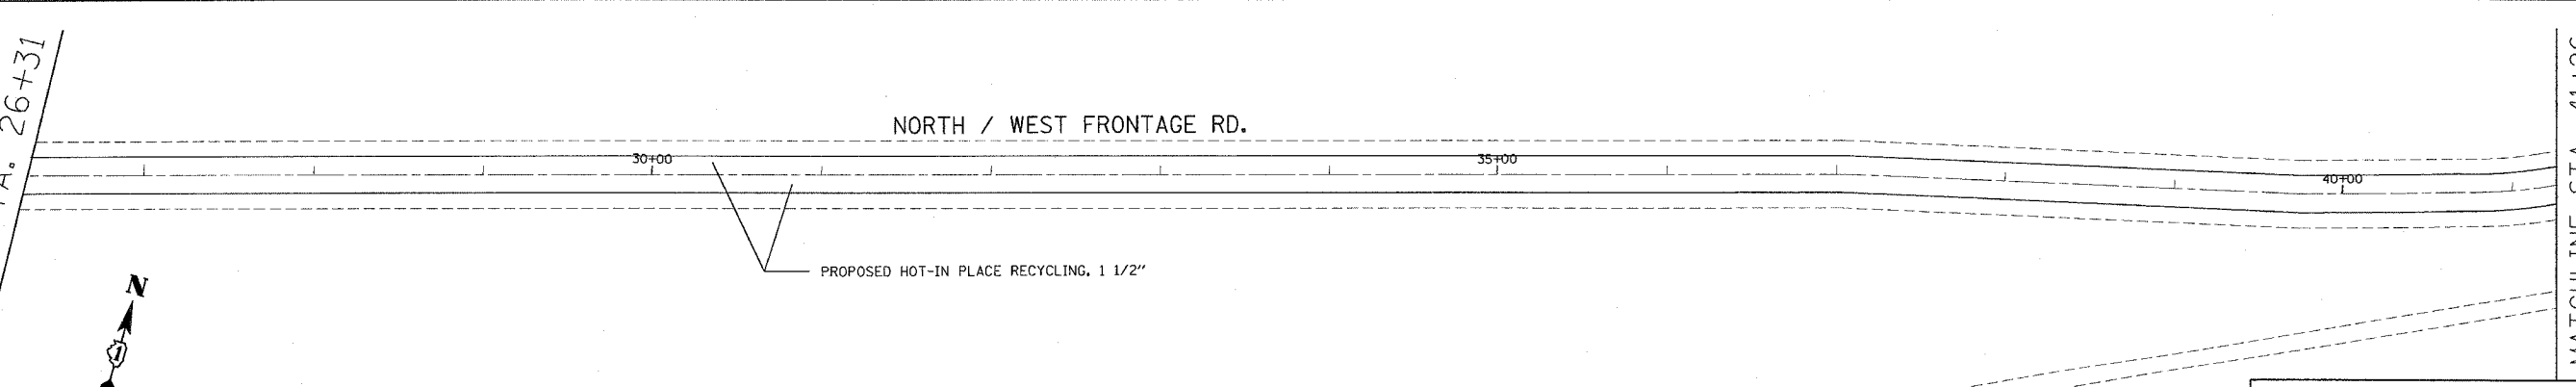 26+31
NORTH / WEST FRONTAGE RD.
30+00
35+00
40+00
PROPOSED HOT-IN PLACE RECYCLING, 1 1/2"
N
1
MATCHLINE STA.